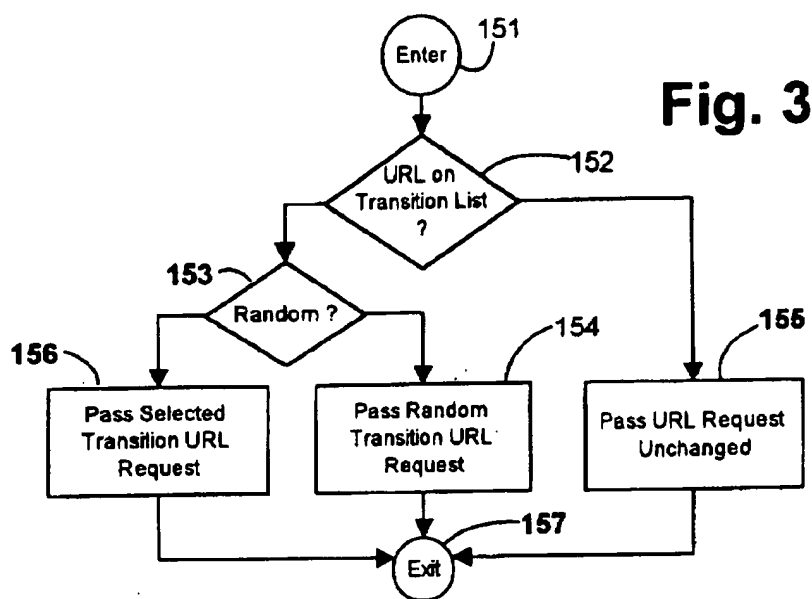 Enter
151
Fig. 3
URL on
Transition List
?
152
153
Random ?
156
154
155
Pass Selected
Transition URL
Request
Pass Random
Transition URL
Request
Pass URL Request
Unchanged
157
Exit